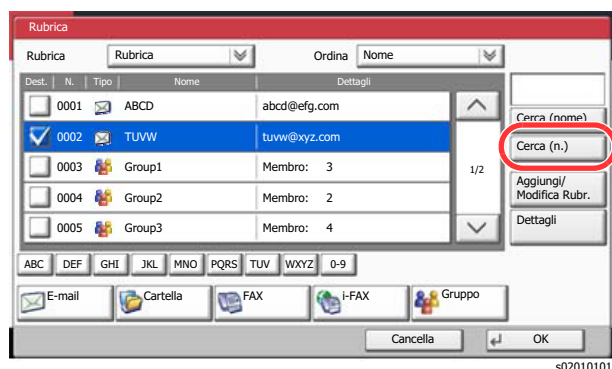 Rubrica
Rubrica Rubrica Ordina Nome
Dest. N. Tipo Nome Dettagli
0001 ABCD abcd@efg.com
Cerca (nome)
0002 TUVW tuvw@xyz.com
Cerca (n.)
0003 Group1 Membro: 3
1/2
Aggiungi/
Modifica Rubr.
0004 Group2 Membro: 2
Dettagli
0005 Group3 Membro: 4
ABC DEF GHI JKL MNO PQRS TUV WXYZ 0-9
E-mail Cartella FAX i-FAX Gruppo
Cancella OK
s02010101